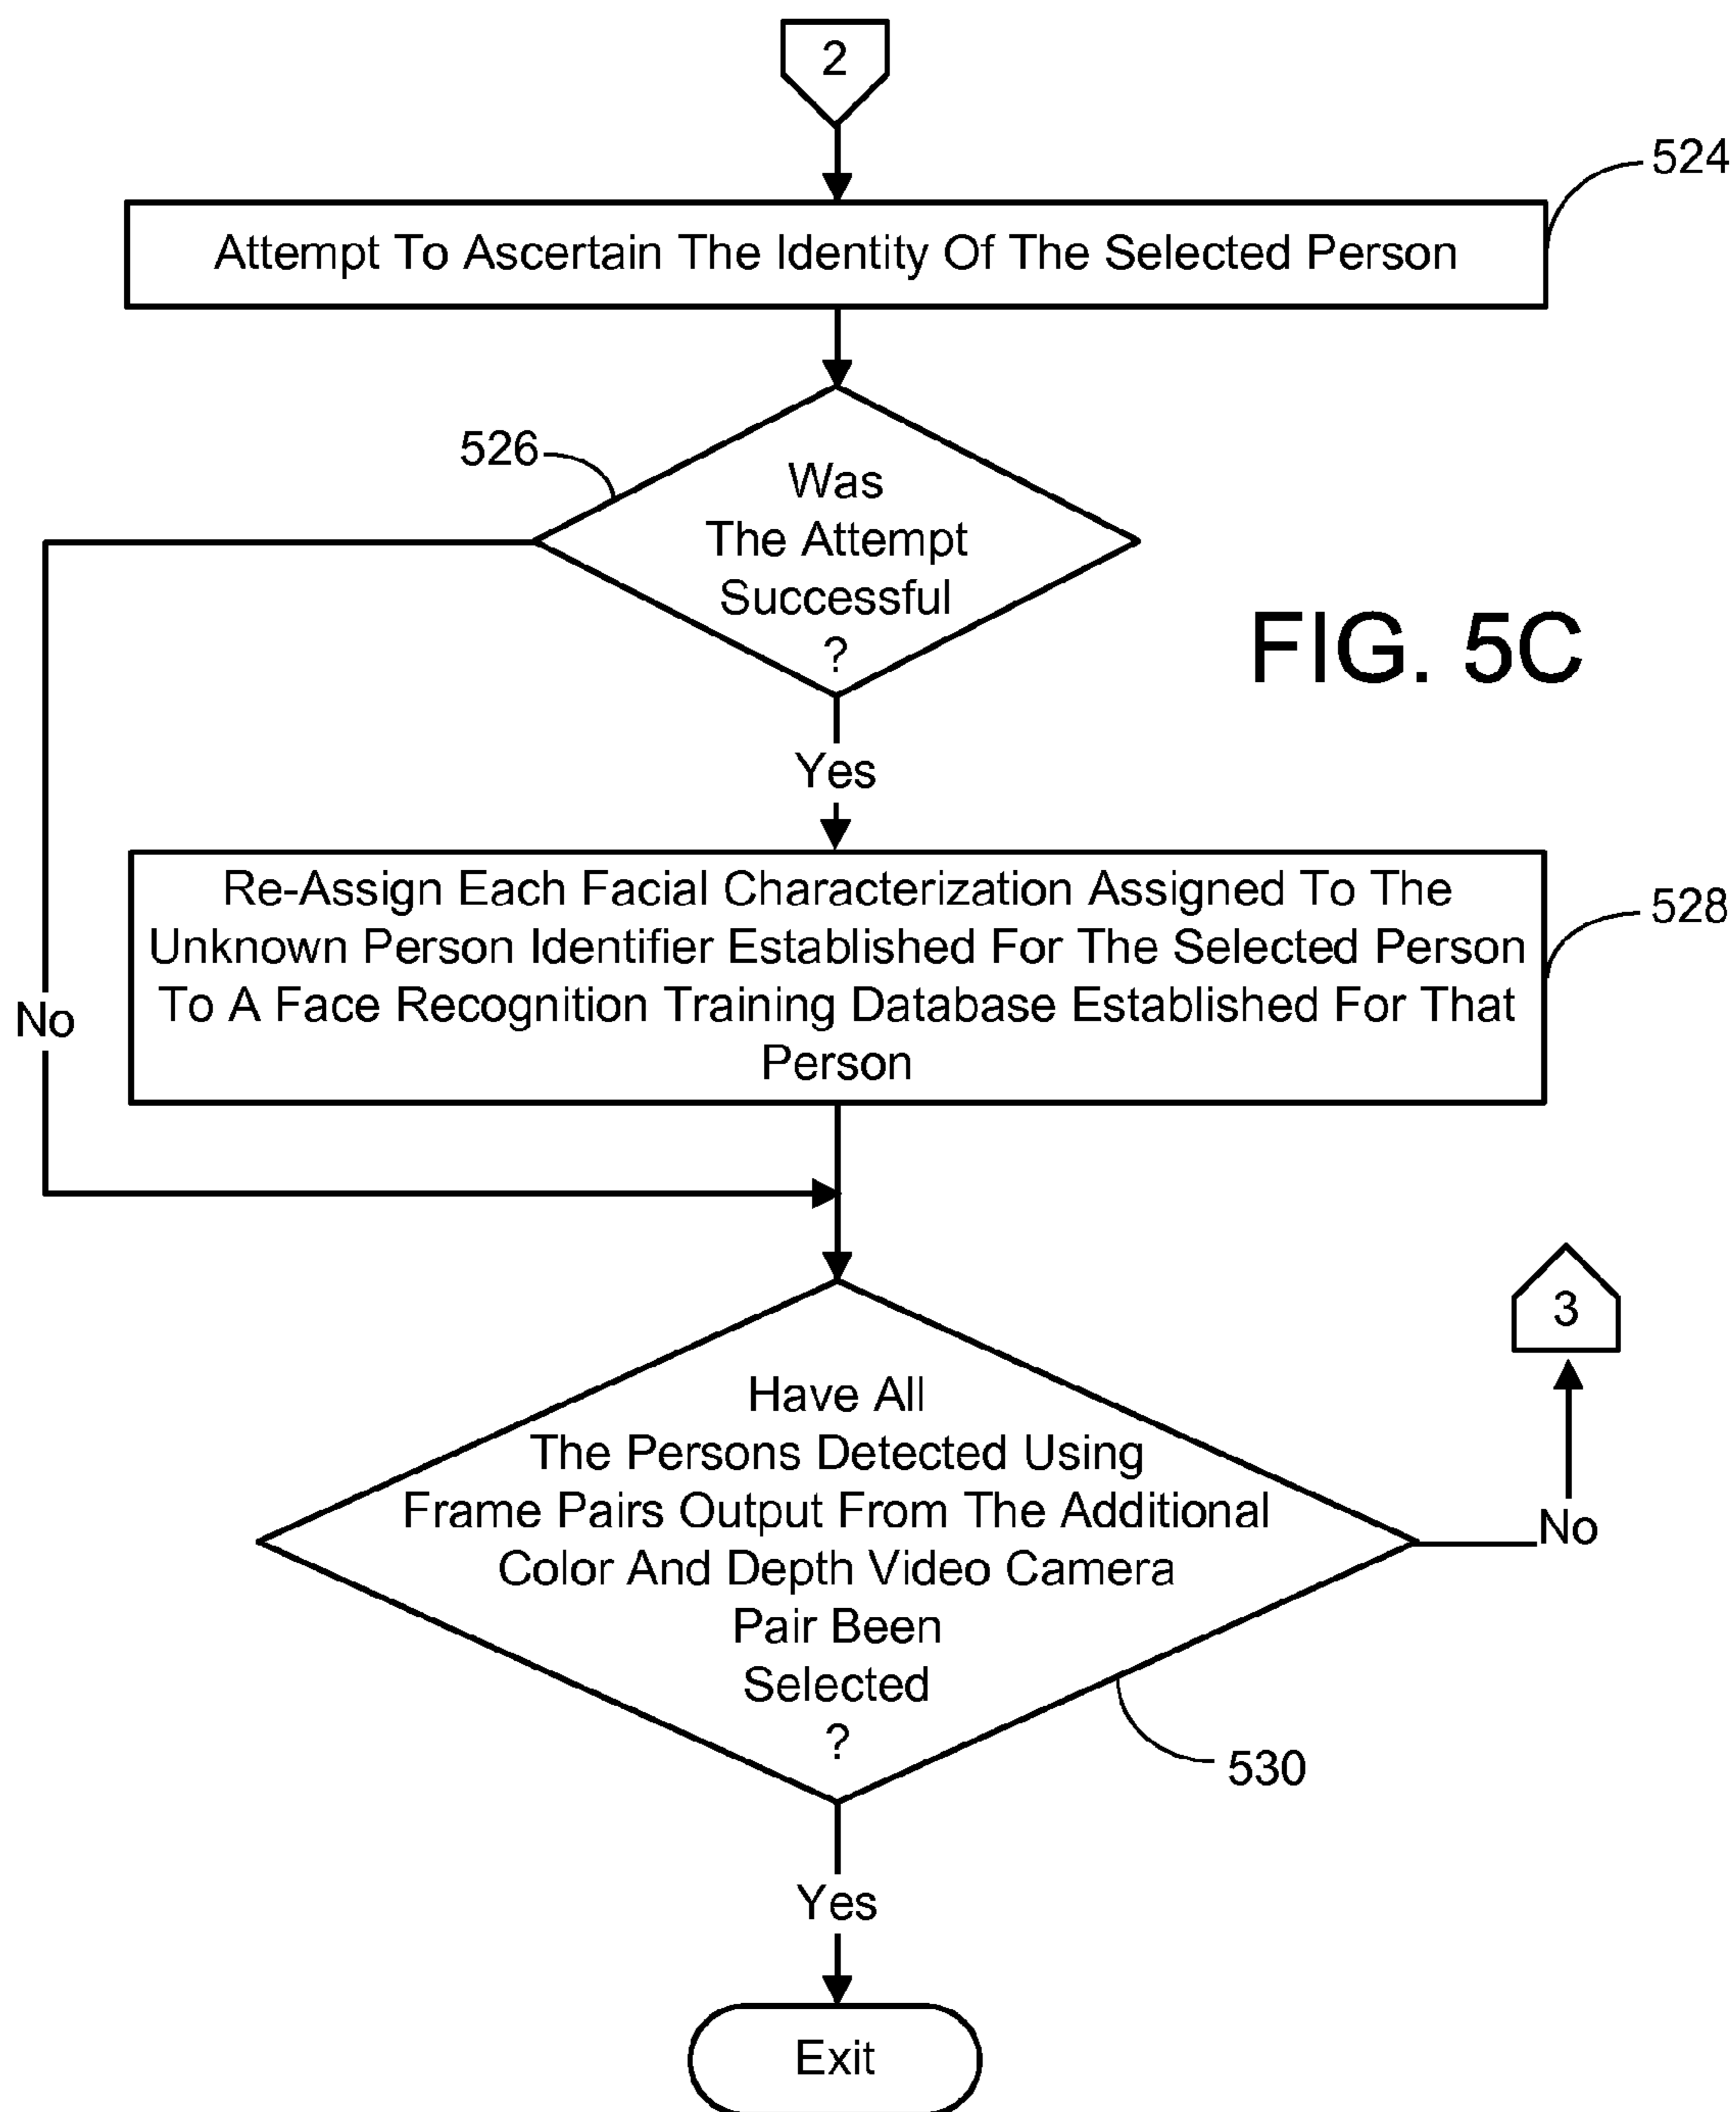 2
524
Attempt To Ascertain The Identity Of The Selected Person
526
Was
The Attempt
Successful
?
FIG. 5C
Yes
Re-Assign Each Facial Characterization Assigned To The
Unknown Person Identifier Established For The Selected Person
To A Face Recognition Training Database Established For That
Person
528
No
3
Have All
The Persons Detected Using
Frame Pairs Output From The Additional
Color And Depth Video Camera
Pair Been
Selected
?
No
530
Yes
Exit